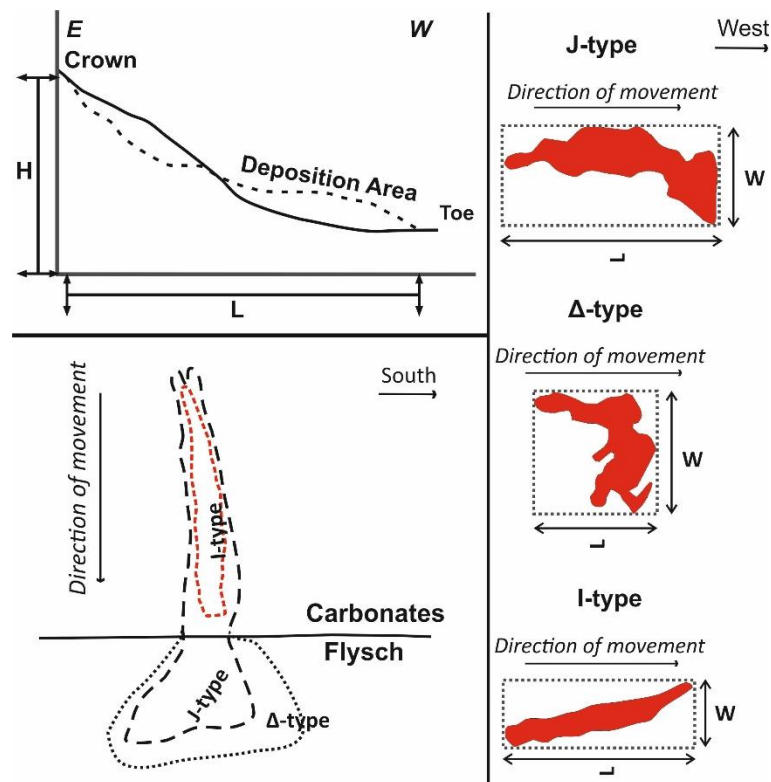 E
W
Crown
H
Deposition Area
Toe
L
South
Direction of movement
I-type
Carbonates
Flysch
J-type
Δ-type
West
J-type
Direction of movement
W
L
Δ-type
Direction of movement
W
L
I-type
Direction of movement
W
L